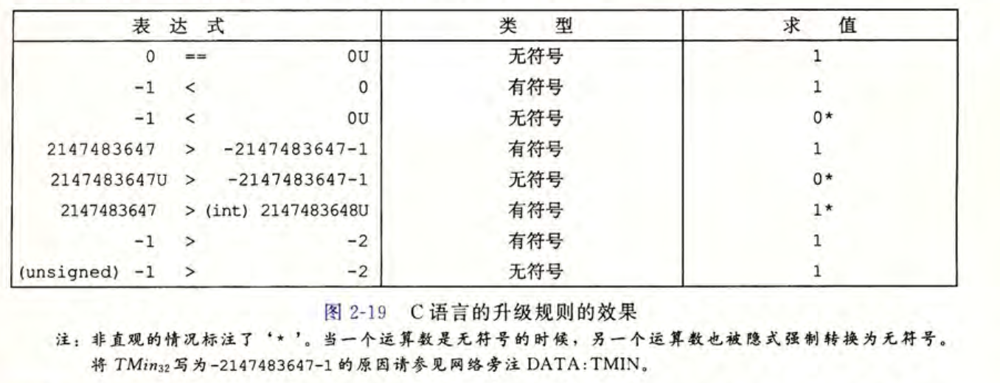 表 达 式 类 型 求 值
0 == 0U 无符号 1
-1 < 0 有符号 1
-1 < 0U 无符号 0*
2147483647 > -2147483647-1 有符号 1
2147483647U > -2147483647-1 无符号 0*
2147483647 > (int) 2147483648U 有符号 1*
-1 > -2 有符号 1
(unsigned) -1 > -2 无符号 1
图 2-19 C 语言的升级规则的效果
注：非直观的情况标注了‘*’。当一个运算数是无符号的时候，另一个运算数也被隐式强制转换为无符号。
将 TMin32 写为-2147483647-1 的原因请参见网络旁注 DATA:TMIN。